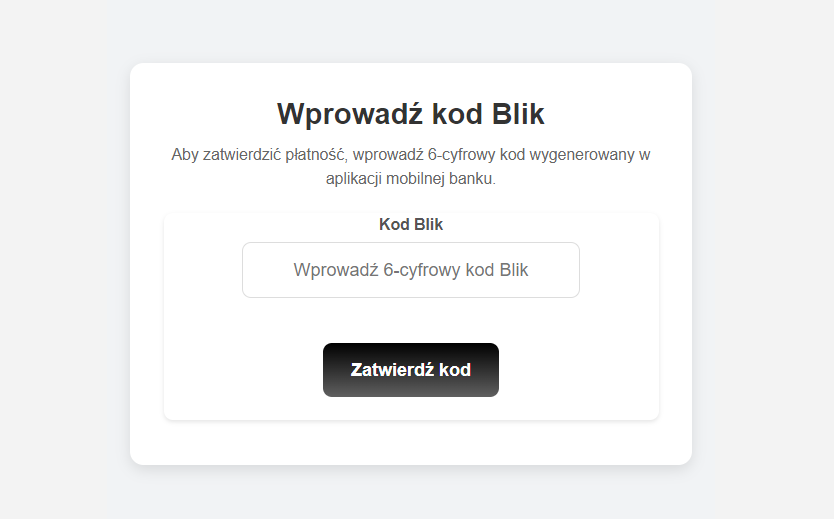 Wprowadź kod Blik
Aby zatwierdzić płatność, wprowadź 6-cyfrowy kod wygenerowany w
aplikacji mobilnej banku.
Kod Blik
Wprowadź 6-cyfrowy kod Blik
Zatwierdź kod